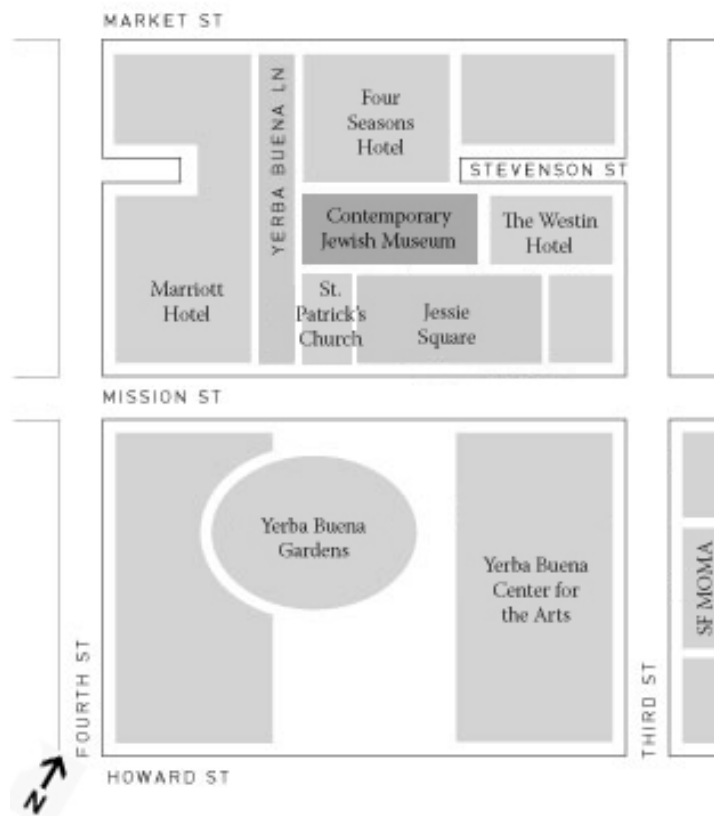 MARKET ST
YERBA BUENA LN
Four
Seasons
Hotel
STEVENSON ST
Contemporary
Jewish Museum
The Westin
Hotel
Marriott
Hotel
St.
Patrick's
Church
Jessie
Square
MISSION ST
Yerba Buena
Gardens
Yerba Buena
Center for
the Arts
SF MOMA
FOURTH ST
THIRD ST
HOWARD ST
N